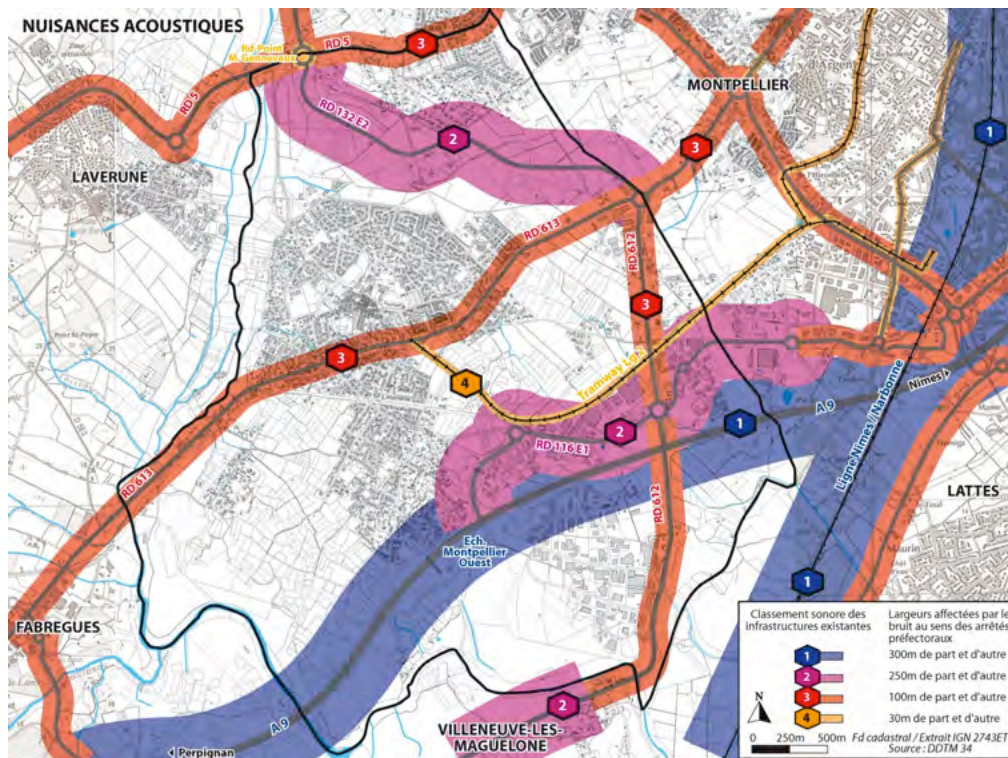 NUISANCES ACOUSTIQUES
Rd-Point
M. Gennevaux
RD 5
3
RD 5
RD 132 E2
2
MONTPELLIER
3
1
LAVERUNE
RD 613
RD 612
3
3
Tramway Lg 2
4
RD 116 E1
2
1
A 9
Nîmes
Ligne Nîmes / Narbonne
RD 613
RD 612
LATTES
Maurin
Ech.
Montpellier
Ouest
1
FABREGUES
A 9
Perpignan
2
VILLENEUVE-LES-
MAGUELONE
Classement sonore des
infrastructures existantes
Largeurs affectées par le
bruit au sens des arrêtés
préfectoraux
1 300m de part et d'autre
2 250m de part et d'autre
3 100m de part et d'autre
4 30m de part et d'autre
N
0 250m 500m
Fd cadastral / Extrait IGN 2743ET
Source : DDTM 34